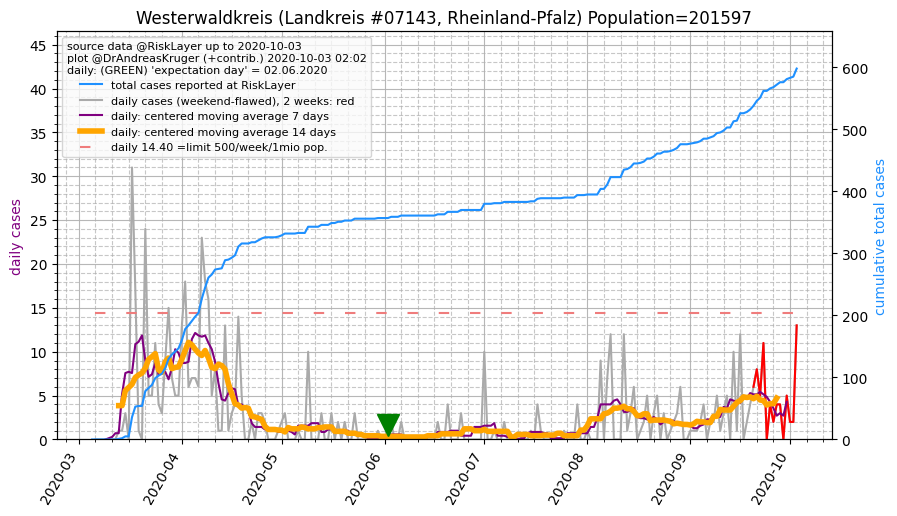 Westerwaldkreis (Landkreis #07143, Rheinland-Pfalz) Population=201597
source data @RiskLayer up to 2020-10-03
plot @DrAndreasKruger (+contrib.) 2020-10-03 02:02
daily: (GREEN) 'expectation day' = 02.06.2020
total cases reported at RiskLayer
daily cases (weekend-flawed), 2 weeks: red
daily: centered moving average 7 days
daily: centered moving average 14 days
daily 14.40 =limit 500/week/1mio pop.
daily cases
45
40
35
30
25
20
15
10
5
0
cumulative total cases
600
500
400
300
200
100
0
2020-03
2020-04
2020-05
2020-06
2020-07
2020-08
2020-09
2020-10